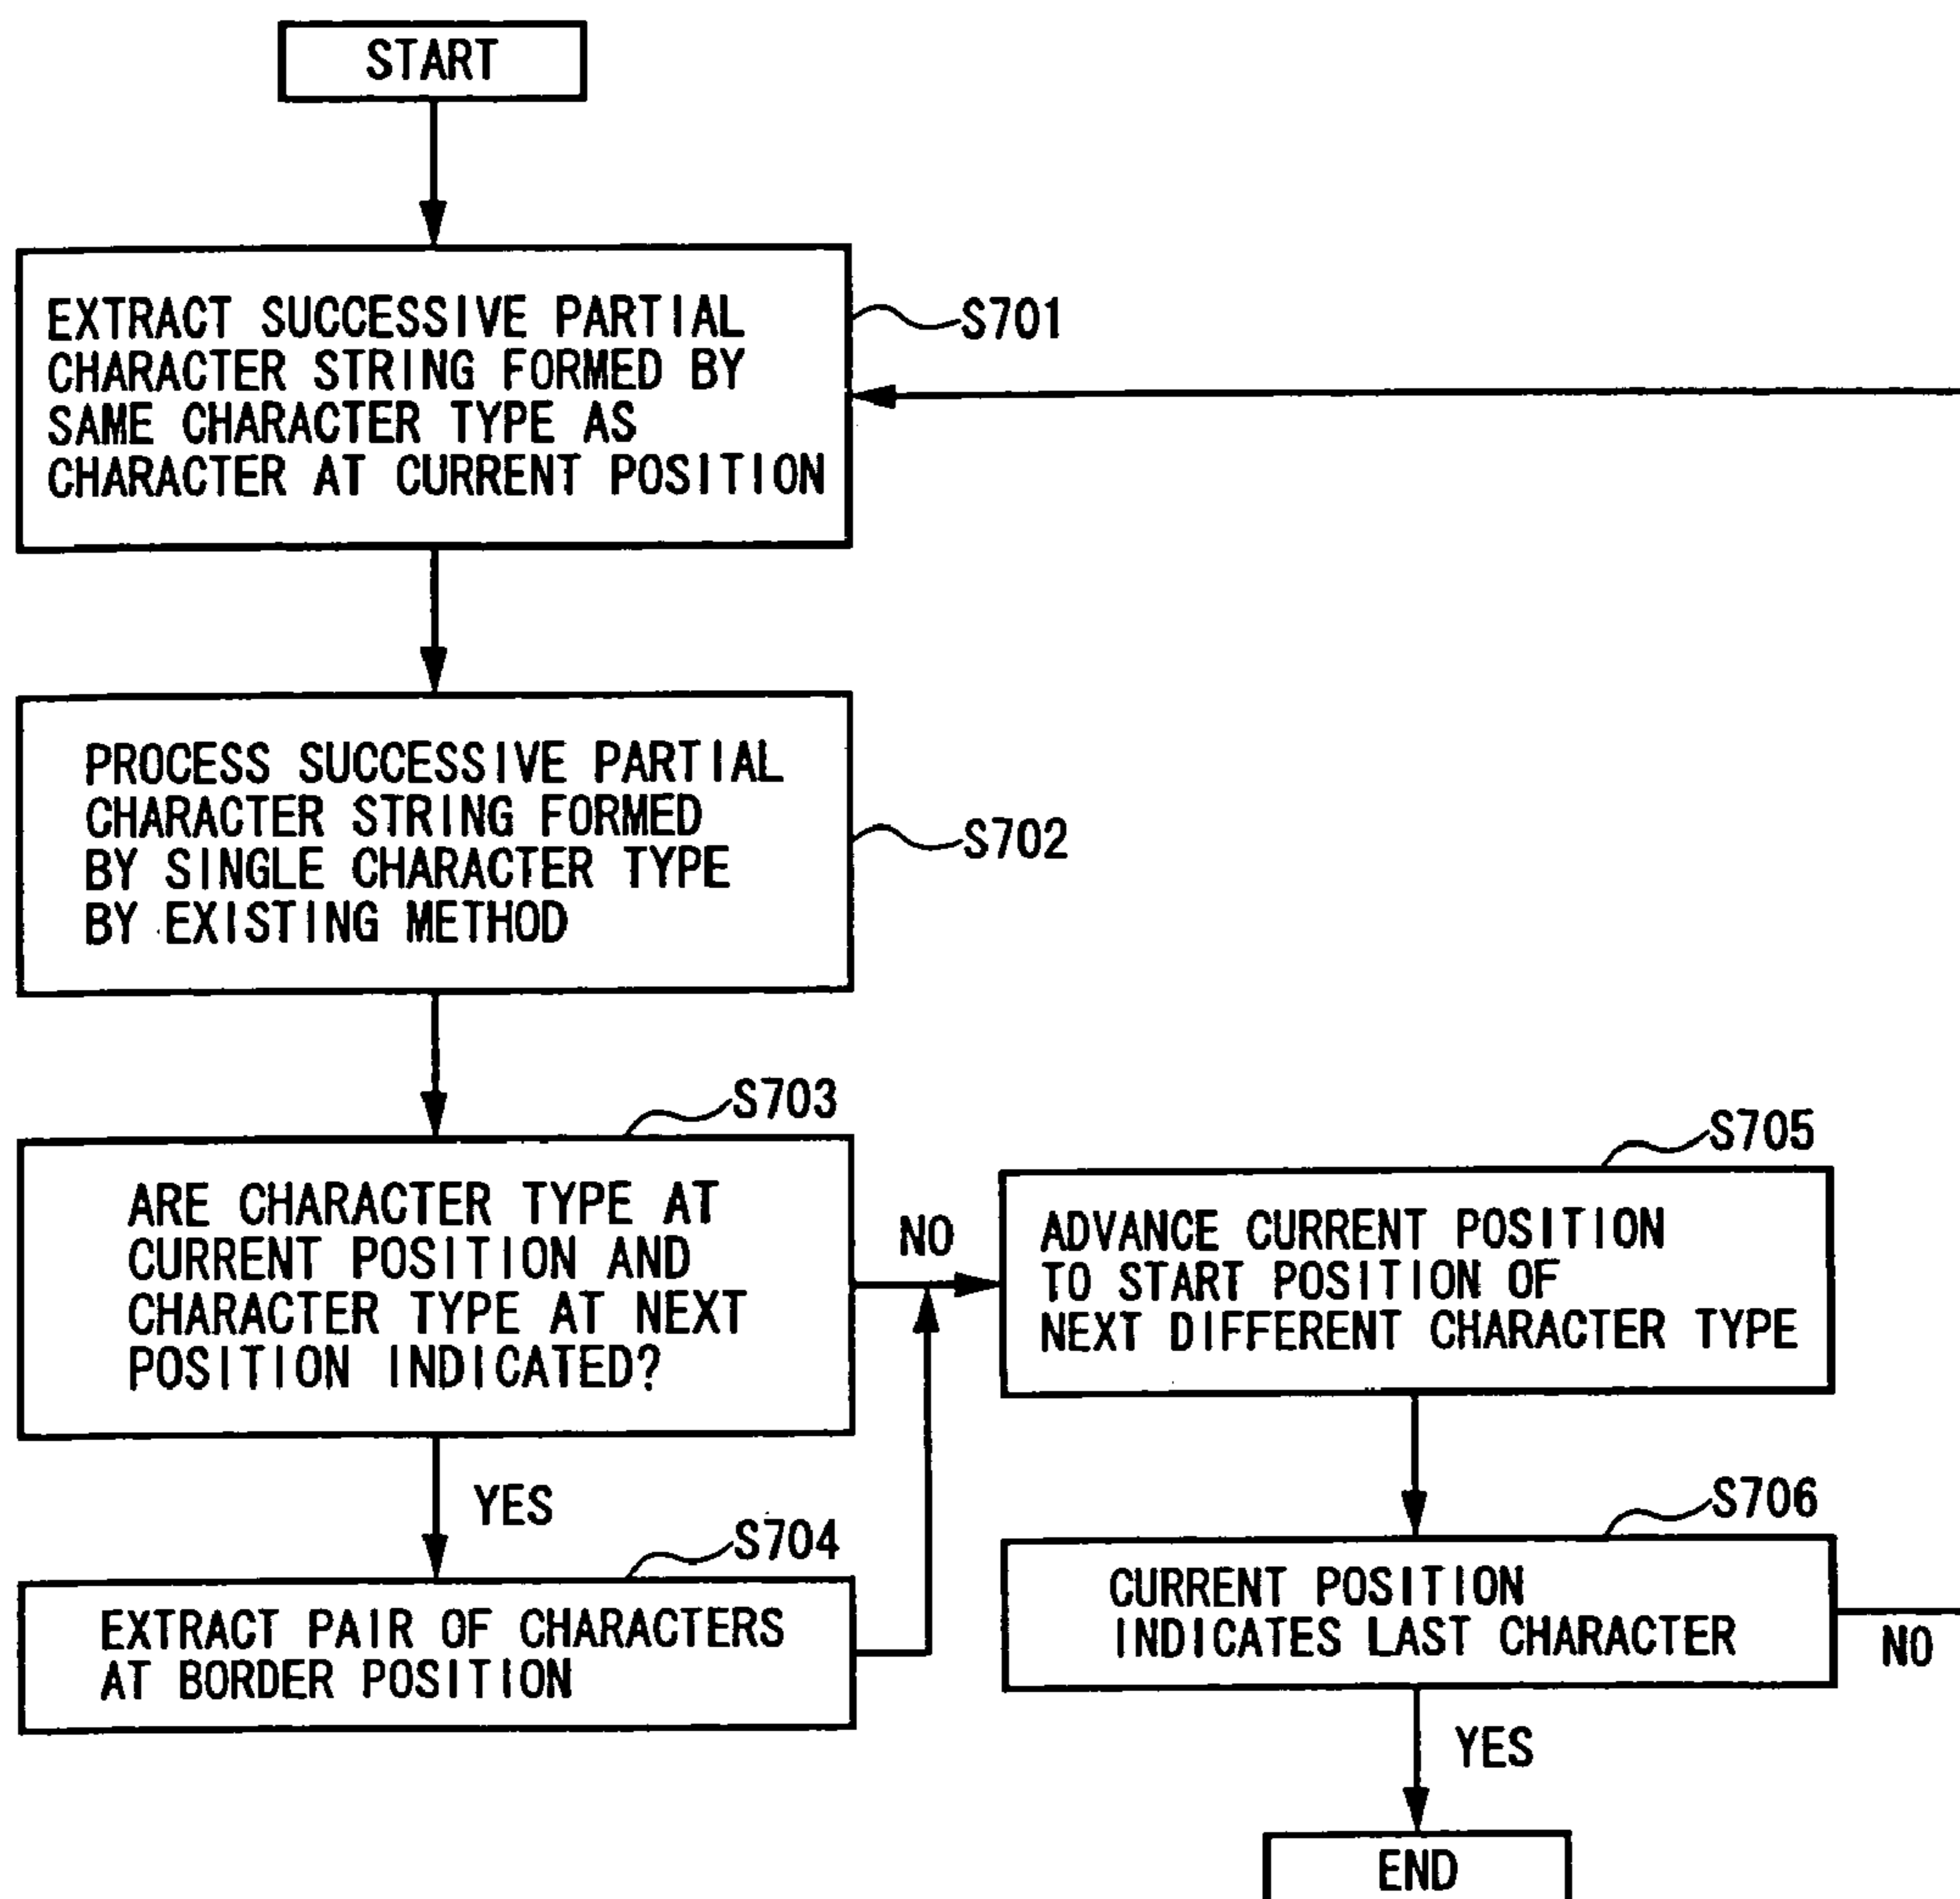 START
EXTRACT SUCCESSIVE PARTIAL
CHARACTER STRING FORMED BY
SAME CHARACTER TYPE AS
CHARACTER AT CURRENT POSITION
S701
PROCESS SUCCESSIVE PARTIAL
CHARACTER STRING FORMED
BY SINGLE CHARACTER TYPE
BY EXISTING METHOD
S702
S703
ARE CHARACTER TYPE AT
CURRENT POSITION AND
CHARACTER TYPE AT NEXT
POSITION INDICATED?
NO
YES
S704
EXTRACT PAIR OF CHARACTERS
AT BORDER POSITION
S705
ADVANCE CURRENT POSITION
TO START POSITION OF
NEXT DIFFERENT CHARACTER TYPE
S706
CURRENT POSITION
INDICATES LAST CHARACTER
NO
YES
END